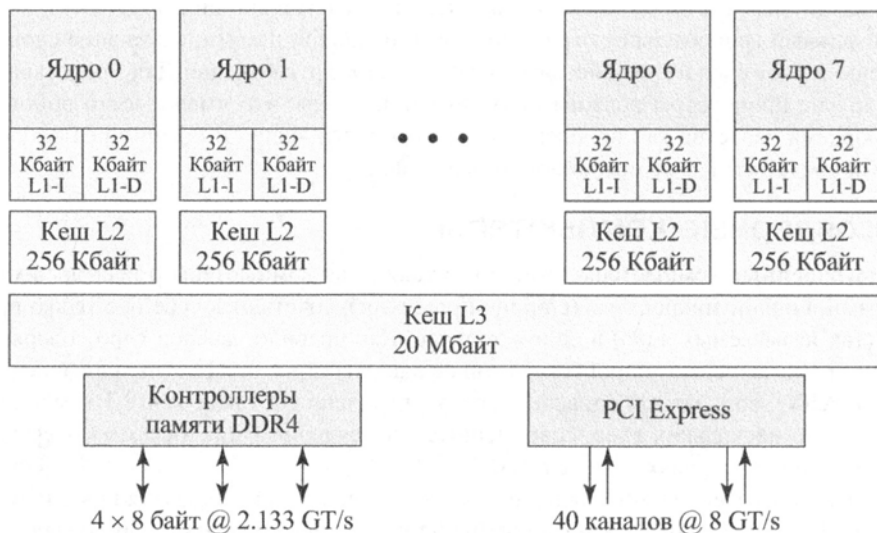 Ядро 0
Ядро 1
Ядро 6
Ядро 7
32
Кбайт
L1-I
32
Кбайт
L1-D
32
Кбайт
L1-I
32
Кбайт
L1-D
32
Кбайт
L1-I
32
Кбайт
L1-D
32
Кбайт
L1-I
32
Кбайт
L1-D
Кеш L2
256 Кбайт
Кеш L2
256 Кбайт
Кеш L2
256 Кбайт
Кеш L2
256 Кбайт
Кеш L3
20 Мбайт
Контроллеры
памяти DDR4
PCI Express
4 × 8 байт @ 2.133 GT/s
40 каналов @ 8 GT/s